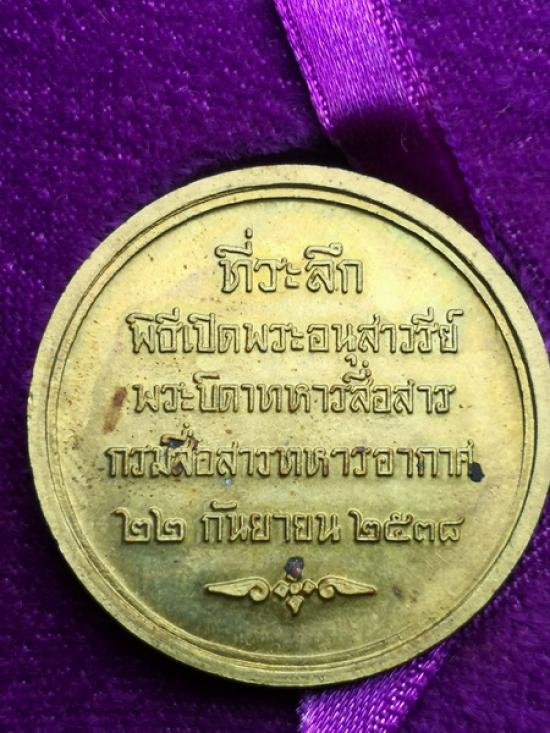 ที่ระลึก
พิธีเปิดพระอนุสาวรีย์
พระบิดาทหารสื่อสาร
กรมสื่อสารทหารอากาศ
๒๒ กันยายน ๒๕๓๘